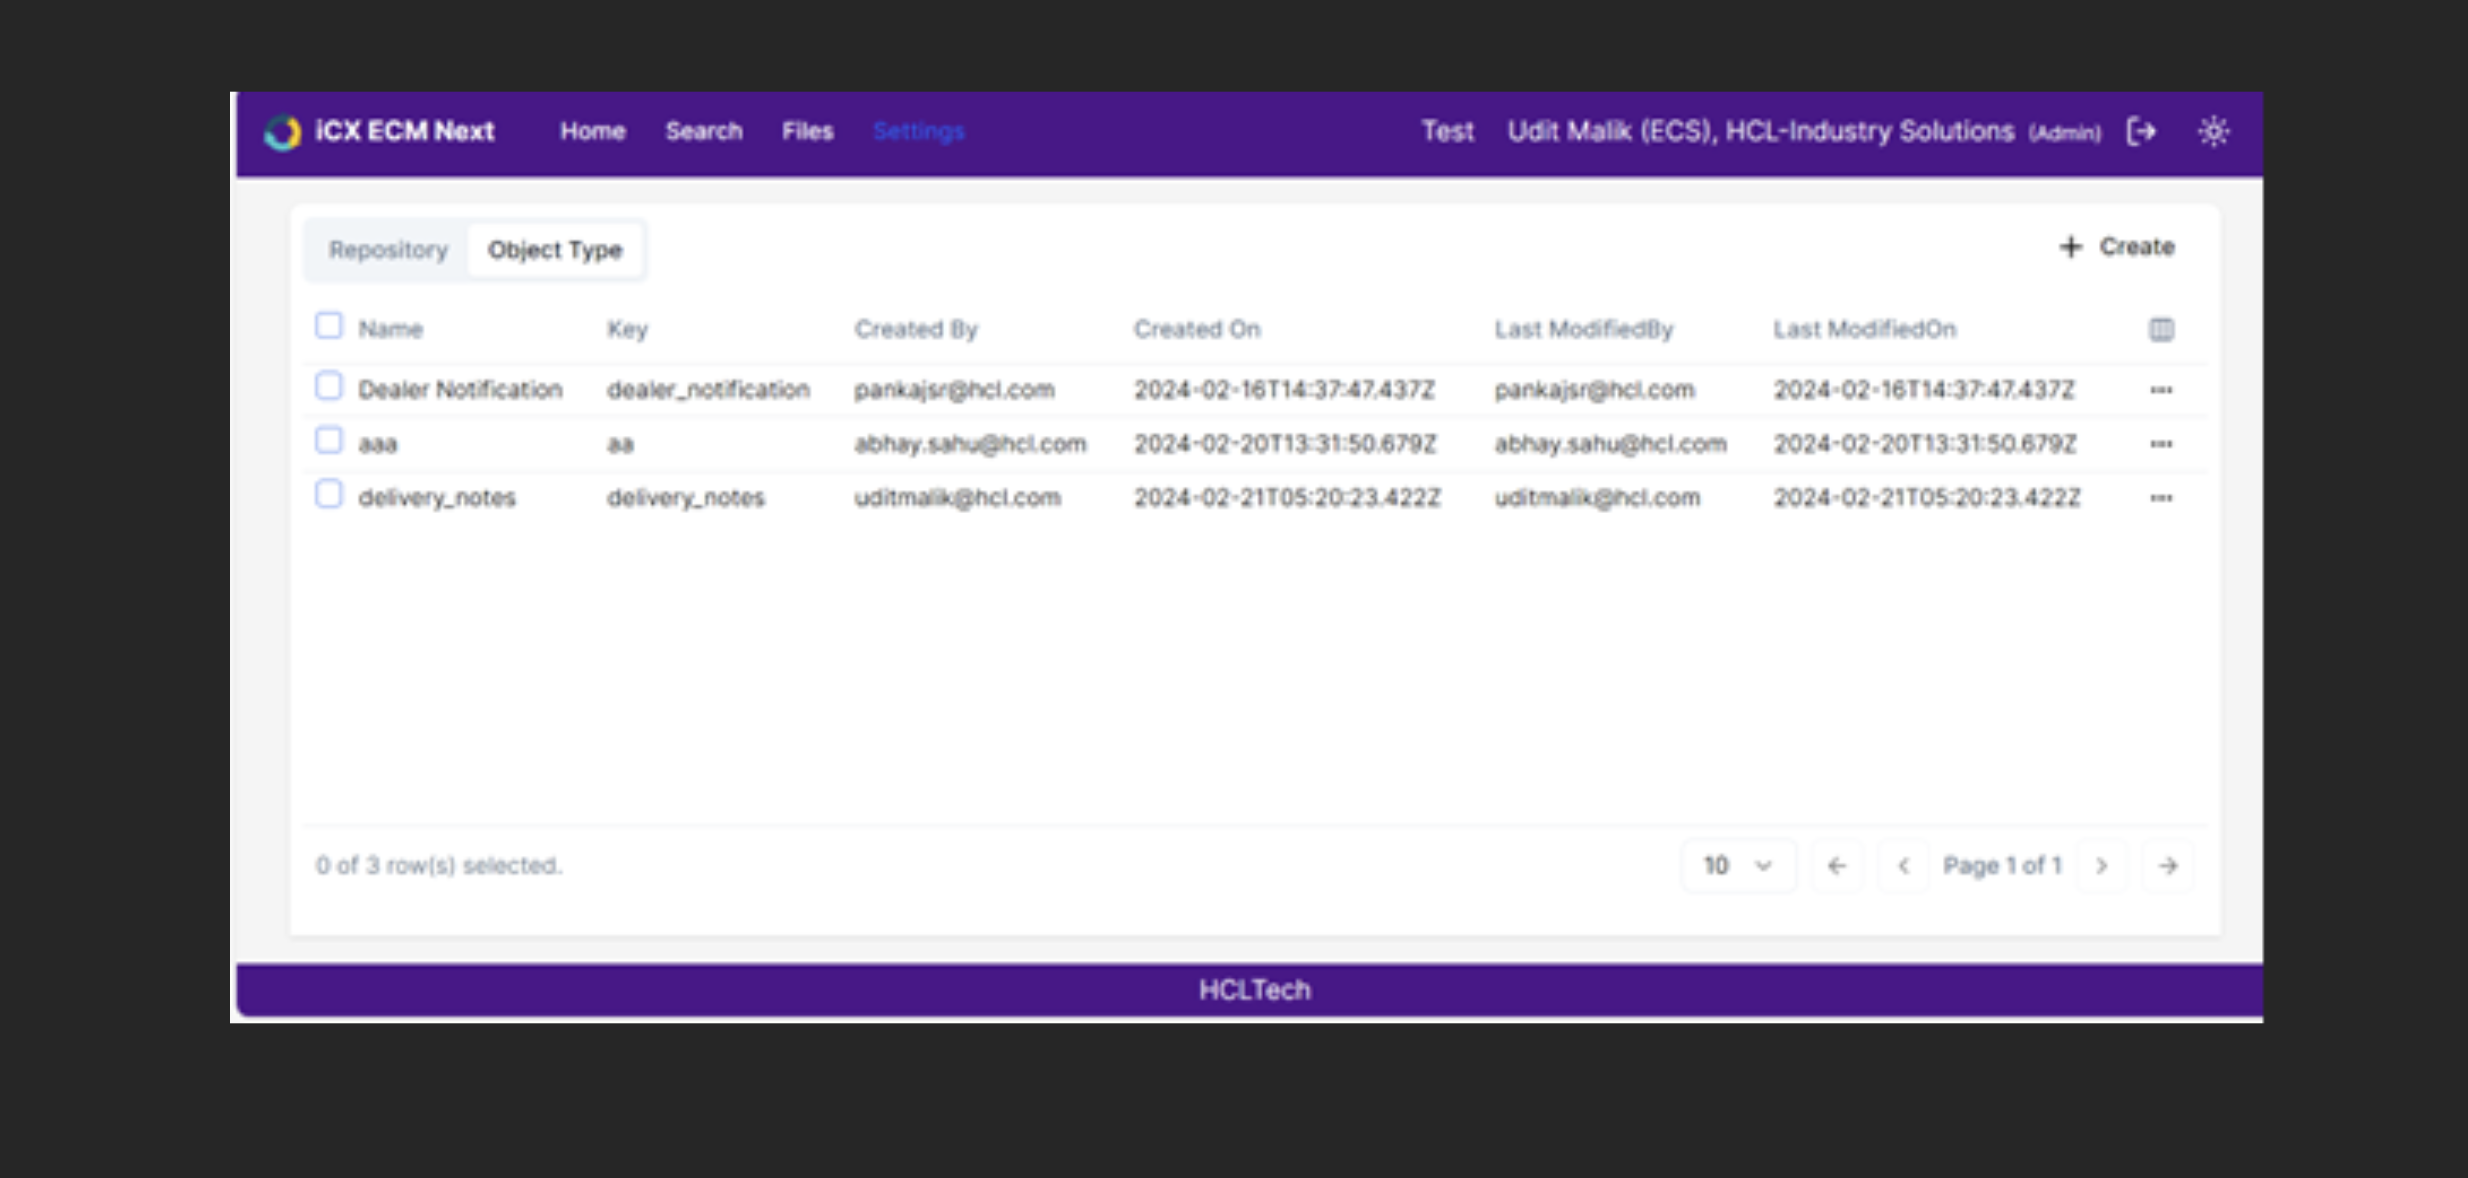 iCX ECM Next Home Search Files Settings Test Udit Malik (ECS), HCL-Industry Solutions (Admin)
Repository Object Type + Create
Name Key Created By Created On Last ModifiedBy Last ModifiedOn
Dealer Notification dealer_notification pankajsr@hcl.com 2024-02-16T14:37:47.437Z pankajsr@hcl.com 2024-02-16T14:37:47.437Z ...
aaa aa abhay.sahu@hcl.com 2024-02-20T13:31:50.679Z abhay.sahu@hcl.com 2024-02-20T13:31:50.679Z ...
delivery_notes delivery_notes uditmalik@hcl.com 2024-02-21T05:20:23.422Z uditmalik@hcl.com 2024-02-21T05:20:23.422Z ...
0 of 3 row(s) selected. 10 Page 1 of 1
HCLTech